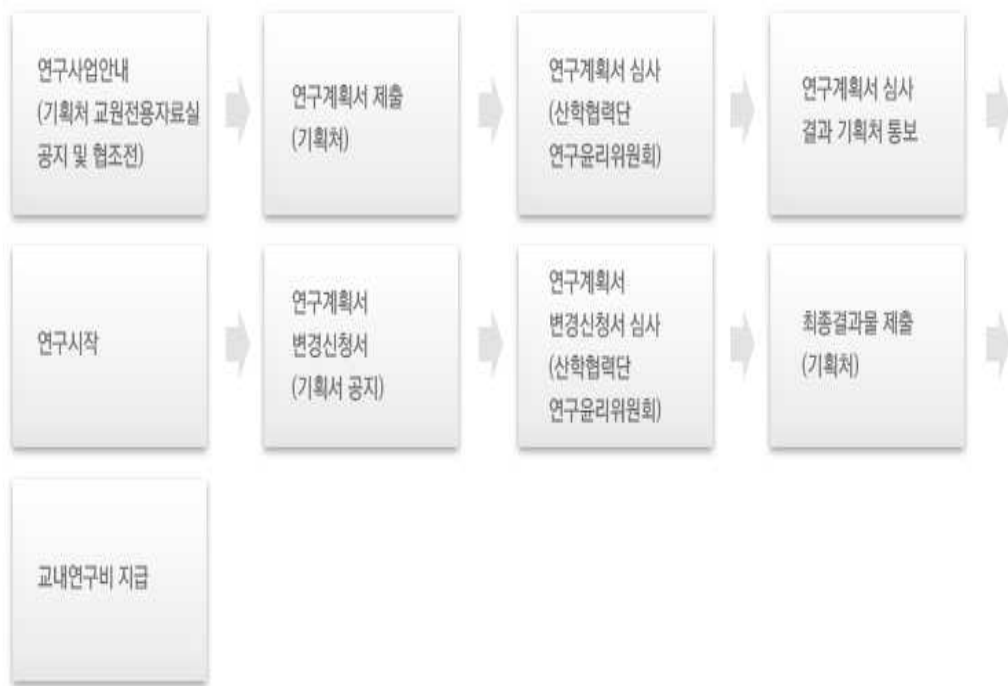 연구사업안내
(기획처 교원전용자료실
공지 및 협조전)
연구계획서 제출
(기획처)
연구계획서 심사
(산학협력단
연구윤리위원회)
연구계획서 심사
결과 기획처 통보
연구시작
연구계획서
변경신청서
(기획서 공지)
연구계획서
변경신청서 심사
(산학협력단
연구윤리위원회)
최종결과물 제출
(기획처)
교내연구비 지급